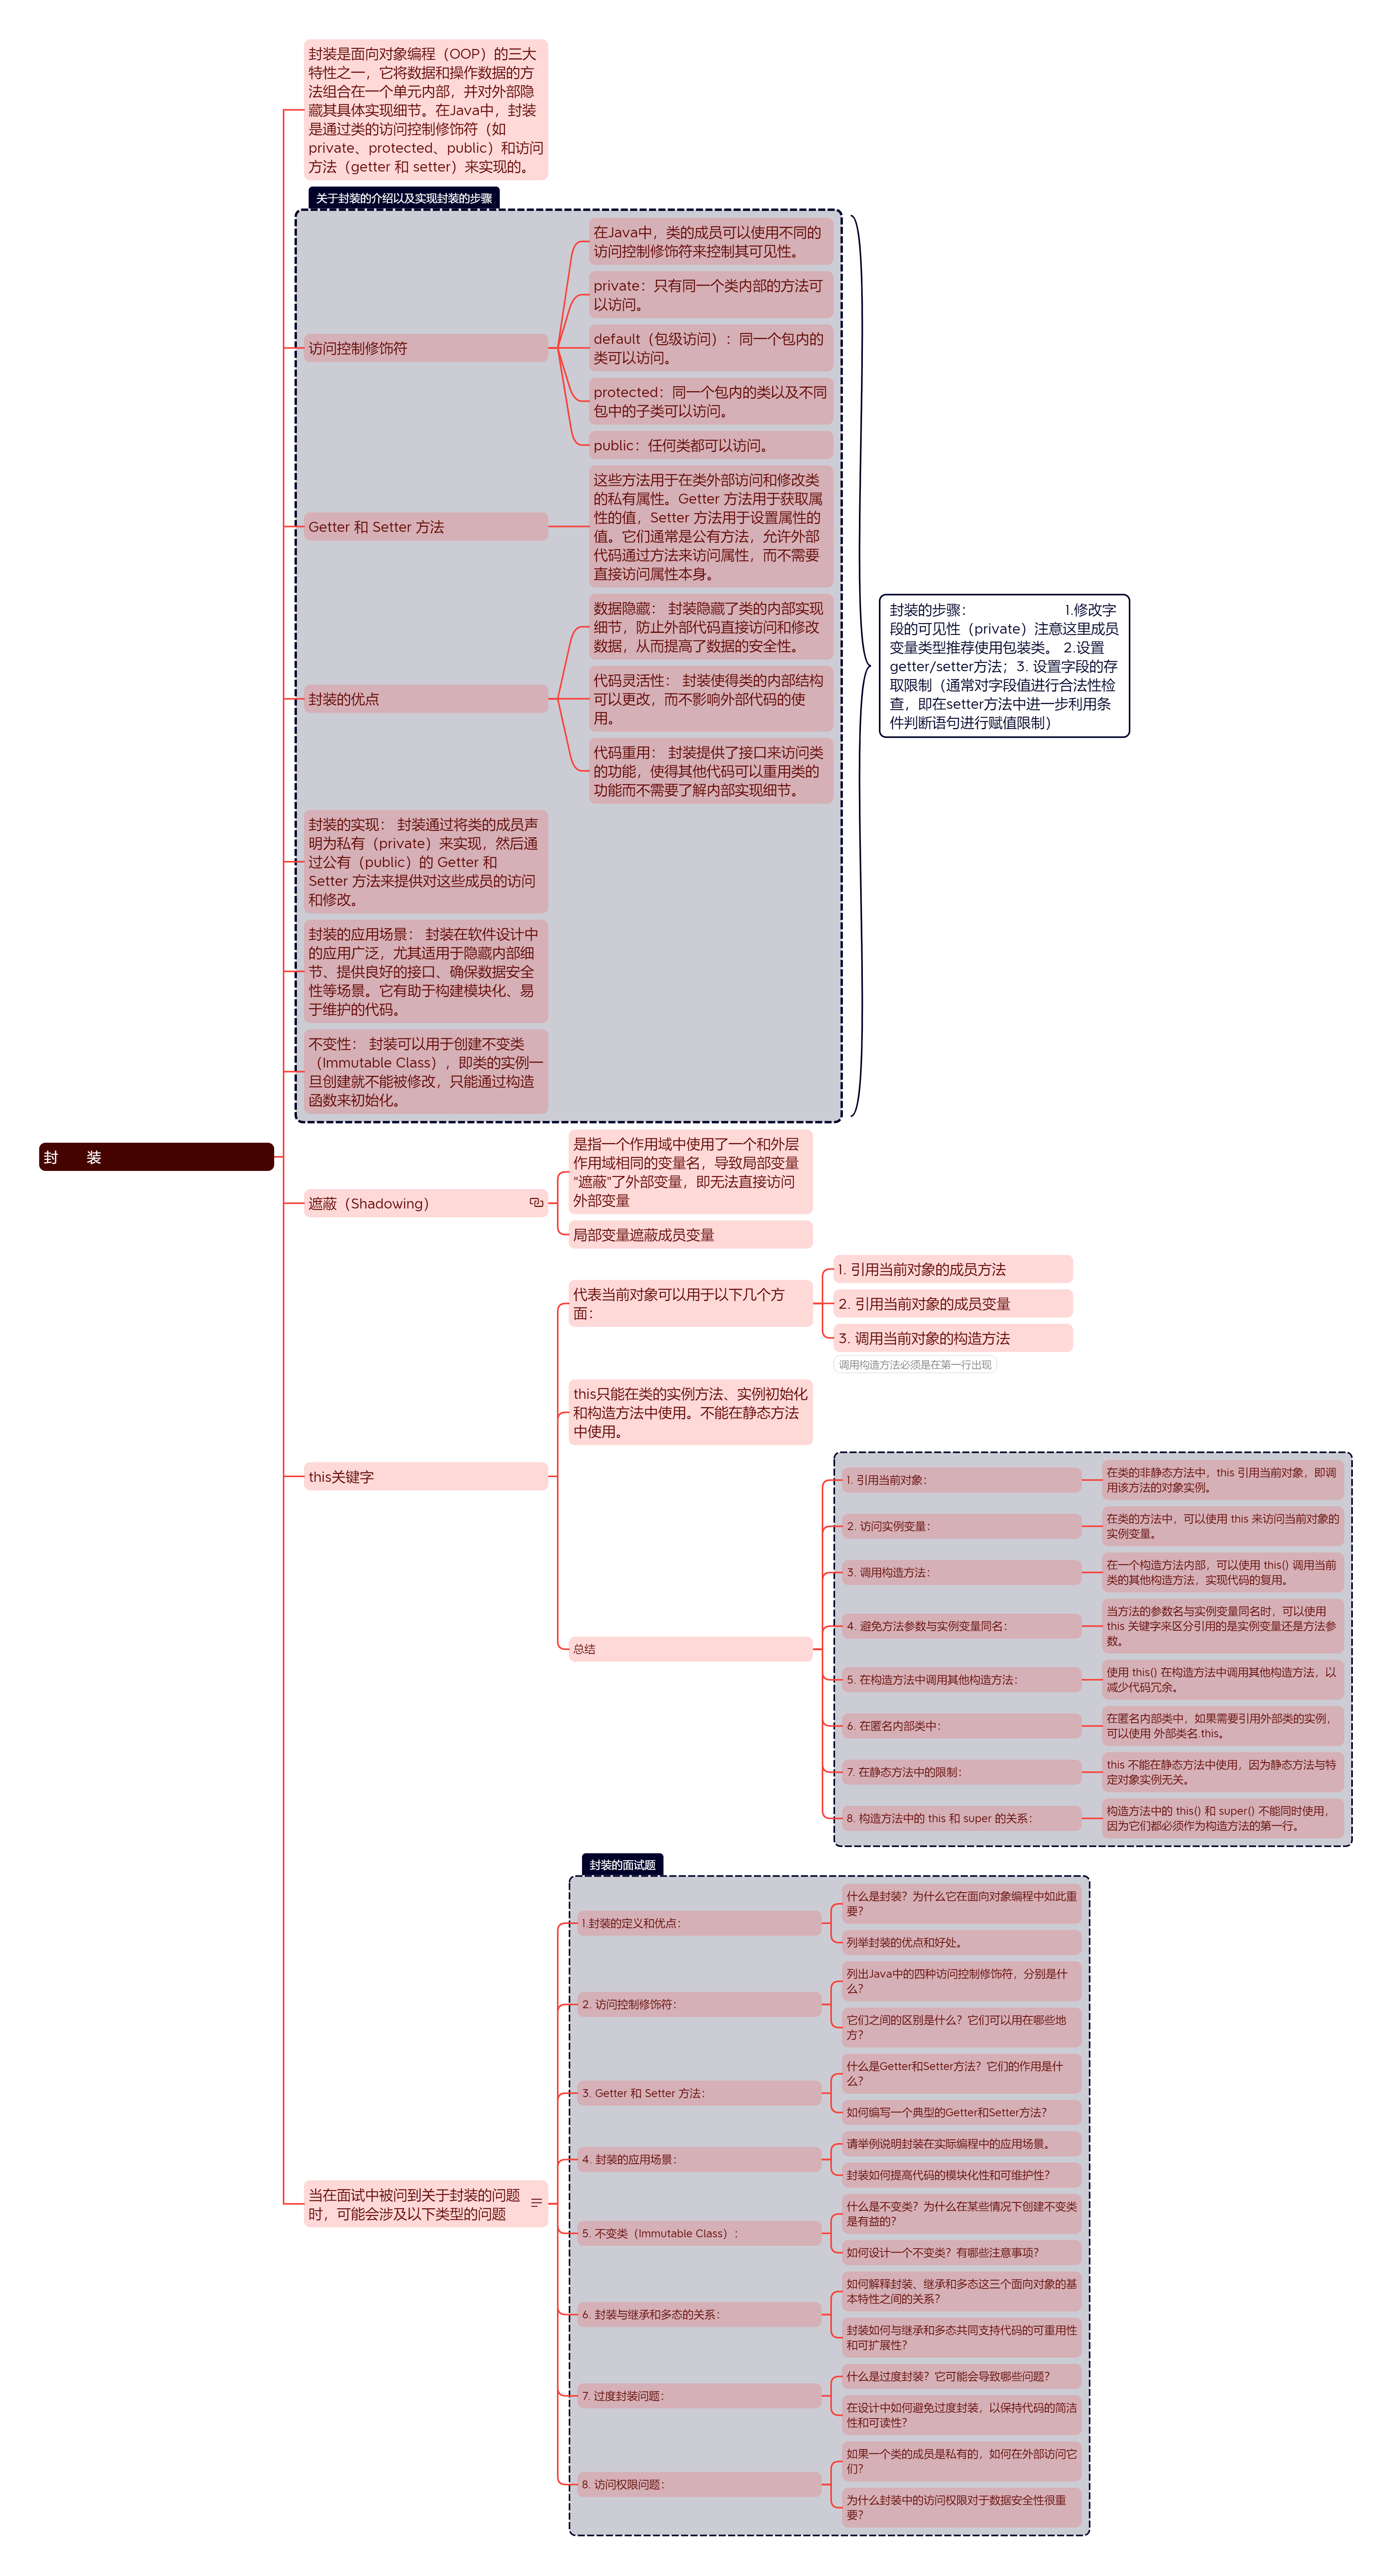 封装是面向对象编程（OOP）的三大
特性之一，它将数据和操作数据的方
法组合在一个单元内部，并对外部隐
藏其具体实现细节。在Java中，封装
是通过类的访问控制修饰符（如
private、protected、public）和访问
方法（getter 和 setter）来实现的。
关于封装的介绍以及实现封装的步骤
访问控制修饰符
在Java中，类的成员可以使用不同的
访问控制修饰符来控制其可见性。
private：只有同一个类内部的方法可
以访问。
default（包级访问）：同一个包内的
类可以访问。
protected：同一个包内的类以及不同
包中的子类可以访问。
public：任何类都可以访问。
Getter 和 Setter 方法
这些方法用于在类外部访问和修改类
的私有属性。Getter 方法用于获取属
性的值，Setter 方法用于设置属性的
值。它们通常是公有方法，允许外部
代码通过方法来访问属性，而不需要
直接访问属性本身。
封装的优点
数据隐藏： 封装隐藏了类的内部实现
细节，防止外部代码直接访问和修改
数据，从而提高了数据的安全性。
代码灵活性： 封装使得类的内部结构
可以更改，而不影响外部代码的使
用。
代码重用： 封装提供了接口来访问类
的功能，使得其他代码可以重用类的
功能而不需要了解内部实现细节。
封装的实现： 封装通过将类的成员声
明为私有（private）来实现，然后通
过公有（public）的 Getter 和
Setter 方法来提供对这些成员的访问
和修改。
封装的应用场景： 封装在软件设计中
的应用广泛，尤其适用于隐藏内部细
节、提供良好的接口、确保数据安全
性等场景。它有助于构建模块化、易
于维护的代码。
不变性： 封装可以用于创建不变类
（Immutable Class），即类的实例一
旦创建就不能被修改，只能通过构造
函数来初始化。
封装的步骤： 1.修改字
段的可见性（private）注意这里成员
变量类型推荐使用包装类。 2.设置
getter/setter方法；3. 设置字段的存
取限制（通常对字段值进行合法性检
查，即在setter方法中进一步利用条
件判断语句进行赋值限制）
封 装
遮蔽（Shadowing）
是指一个作用域中使用了一个和外层
作用域相同的变量名，导致局部变量
“遮蔽”了外部变量，即无法直接访问
外部变量
局部变量遮蔽成员变量
this关键字
代表当前对象可以用于以下几个方
面：
1. 引用当前对象的成员方法
2. 引用当前对象的成员变量
3. 调用当前对象的构造方法
调用构造方法必须是在第一行出现
this只能在类的实例方法、实例初始化
和构造方法中使用。不能在静态方法
中使用。
总结
1. 引用当前对象：
在类的非静态方法中，this 引用当前对象，即调
用该方法的对象实例。
2. 访问实例变量：
在类的方法中，可以使用 this 来访问当前对象的
实例变量。
3. 调用构造方法：
在一个构造方法内部，可以使用 this() 调用当前
类的其他构造方法，实现代码的复用。
4. 避免方法参数与实例变量同名：
当方法的参数名与实例变量同名时，可以使用
this 关键字来区分引用的是实例变量还是方法参
数。
5. 在构造方法中调用其他构造方法：
使用 this() 在构造方法中调用其他构造方法，以
减少代码冗余。
6. 在匿名内部类中：
在匿名内部类中，如果需要引用外部类的实例，
可以使用 外部类名.this。
7. 在静态方法中的限制：
this 不能在静态方法中使用，因为静态方法与特
定对象实例无关。
8. 构造方法中的 this 和 super 的关系：
构造方法中的 this() 和 super() 不能同时使用，
因为它们都必须作为构造方法的第一行。
当在面试中被问到关于封装的问题
时，可能会涉及以下类型的问题
封装的面试题
1.封装的定义和优点：
什么是封装？为什么它在面向对象编程中如此重
要？
列举封装的优点和好处。
2. 访问控制修饰符：
列出Java中的四种访问控制修饰符，分别是什
么？
它们之间的区别是什么？它们可以用在哪些地
方？
3. Getter 和 Setter 方法：
什么是Getter和Setter方法？它们的作用是什
么？
如何编写一个典型的Getter和Setter方法？
4. 封装的应用场景：
请举例说明封装在实际编程中的应用场景。
封装如何提高代码的模块化性和可维护性？
5. 不变类（Immutable Class）：
什么是不变类？为什么在某些情况下创建不变类
是有益的？
如何设计一个不变类？有哪些注意事项？
6. 封装与继承和多态的关系：
如何解释封装、继承和多态这三个面向对象的基
本特性之间的关系？
封装如何与继承和多态共同支持代码的可重用性
和可扩展性？
7. 过度封装问题：
什么是过度封装？它可能会导致哪些问题？
在设计中如何避免过度封装，以保持代码的简洁
性和可读性？
8. 访问权限问题：
如果一个类的成员是私有的，如何在外部访问它
们？
为什么封装中的访问权限对于数据安全性很重
要？